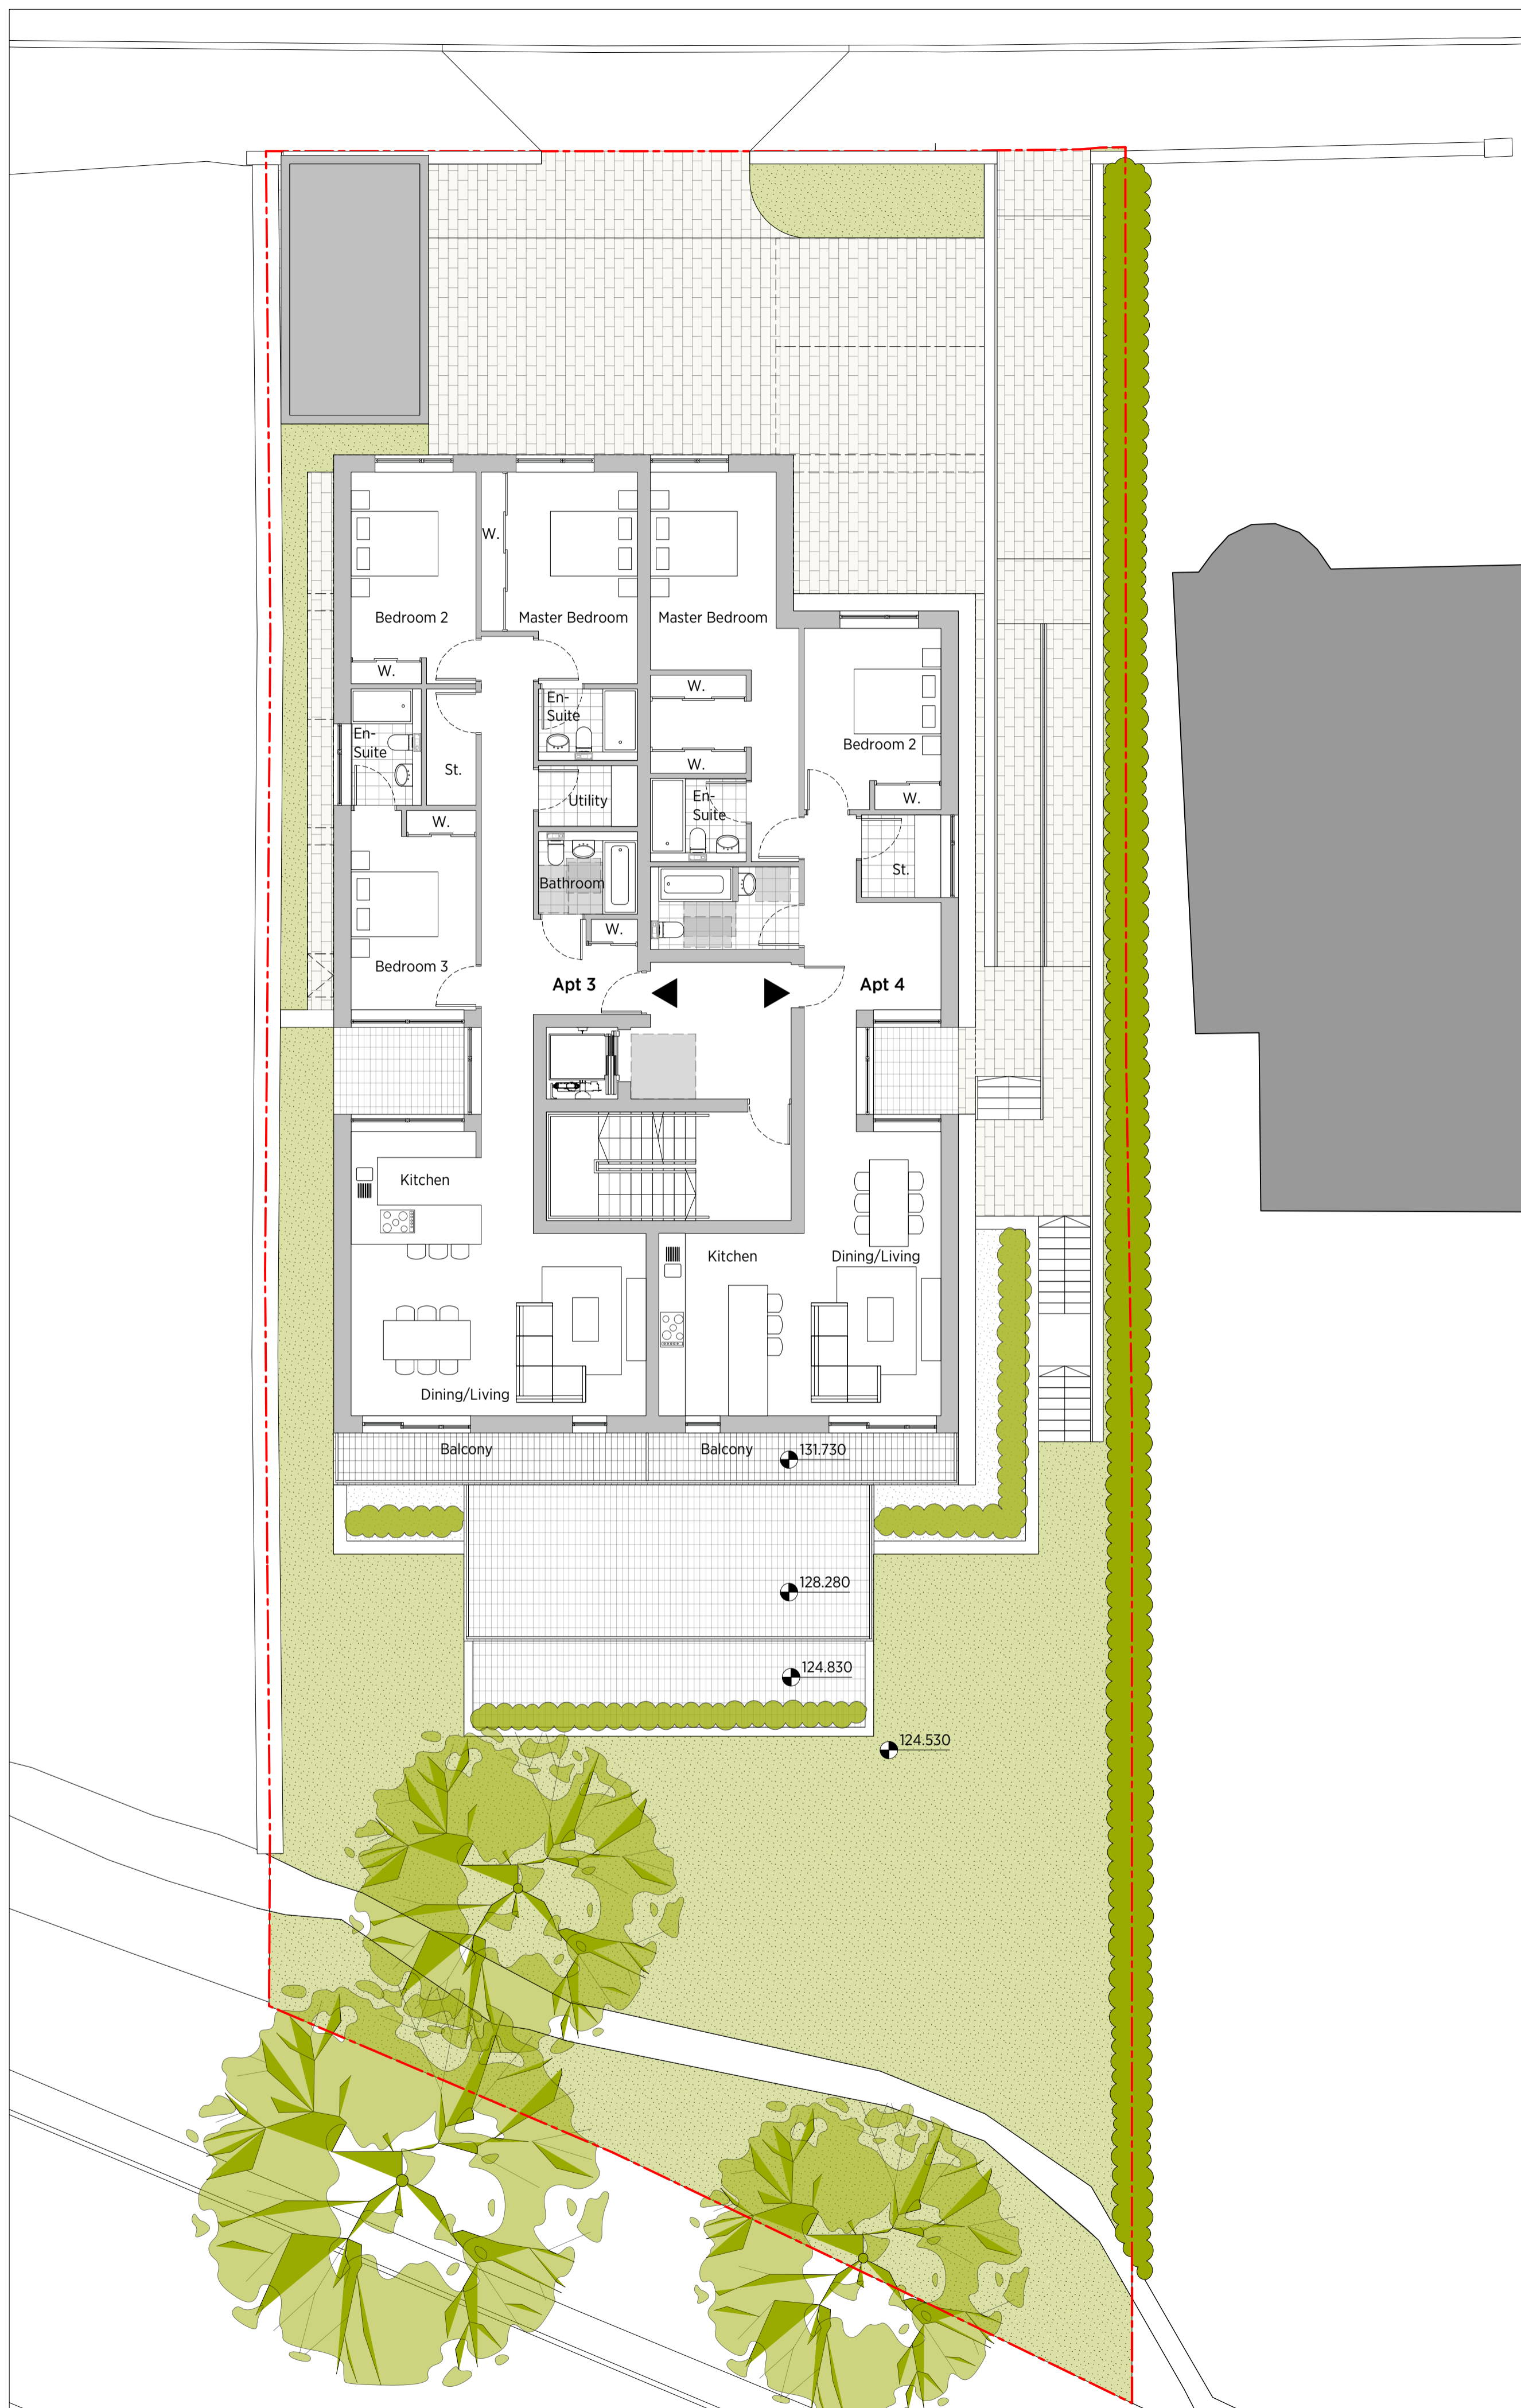 W.
Bedroom 2
Master Bedroom
Master Bedroom
W.
W.
En-
Suite
En-
Suite
Bedroom 2
St.
W.
Utility
En-
Suite
W.
W.
St.
Bathroom
W.
Bedroom 3
Apt 3
Apt 4
Kitchen
Kitchen
Dining/Living
Dining/Living
Balcony
Balcony
131.730
128.280
124.830
124.530